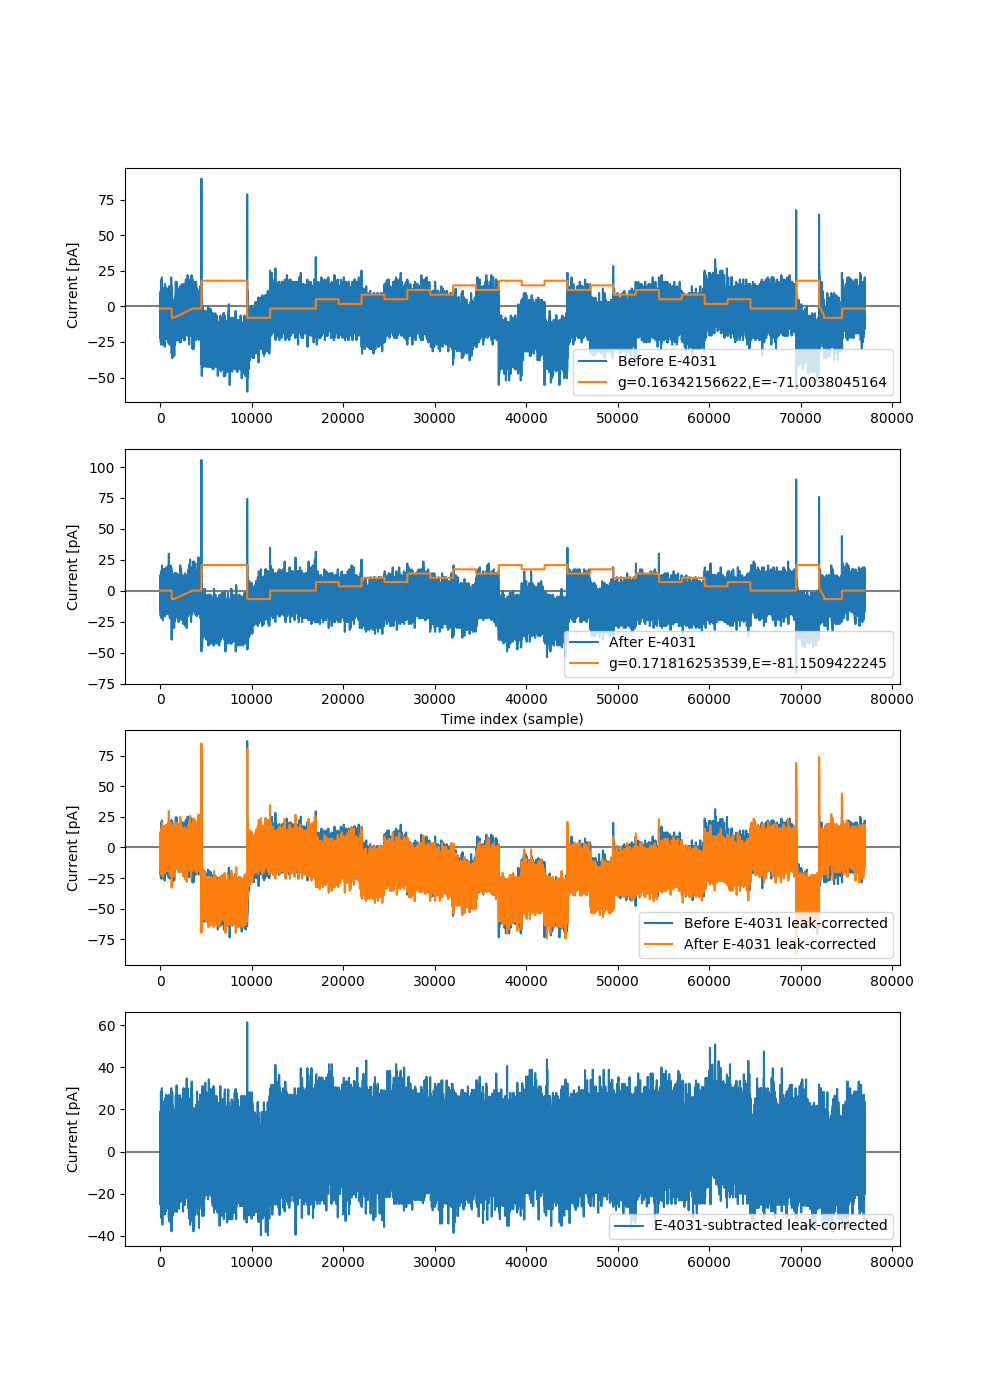 75
50
25
0
−25
−50
Current [pA]
0 10000 20000 30000 40000 50000 60000 70000 80000
Before E-4031
g=0.16342156622,E=-71.0038045164
100
75
50
25
0
−25
−50
−75
Current [pA]
0 10000 20000 30000 40000 50000 60000 70000 80000
After E-4031
g=0.171816253539,E=-81.1509422245
Time index (sample)
75
50
25
0
−25
−50
−75
Current [pA]
0 10000 20000 30000 40000 50000 60000 70000 80000
Before E-4031 leak-corrected
After E-4031 leak-corrected
60
40
20
0
−20
−40
Current [pA]
0 10000 20000 30000 40000 50000 60000 70000 80000
E-4031-subtracted leak-corrected